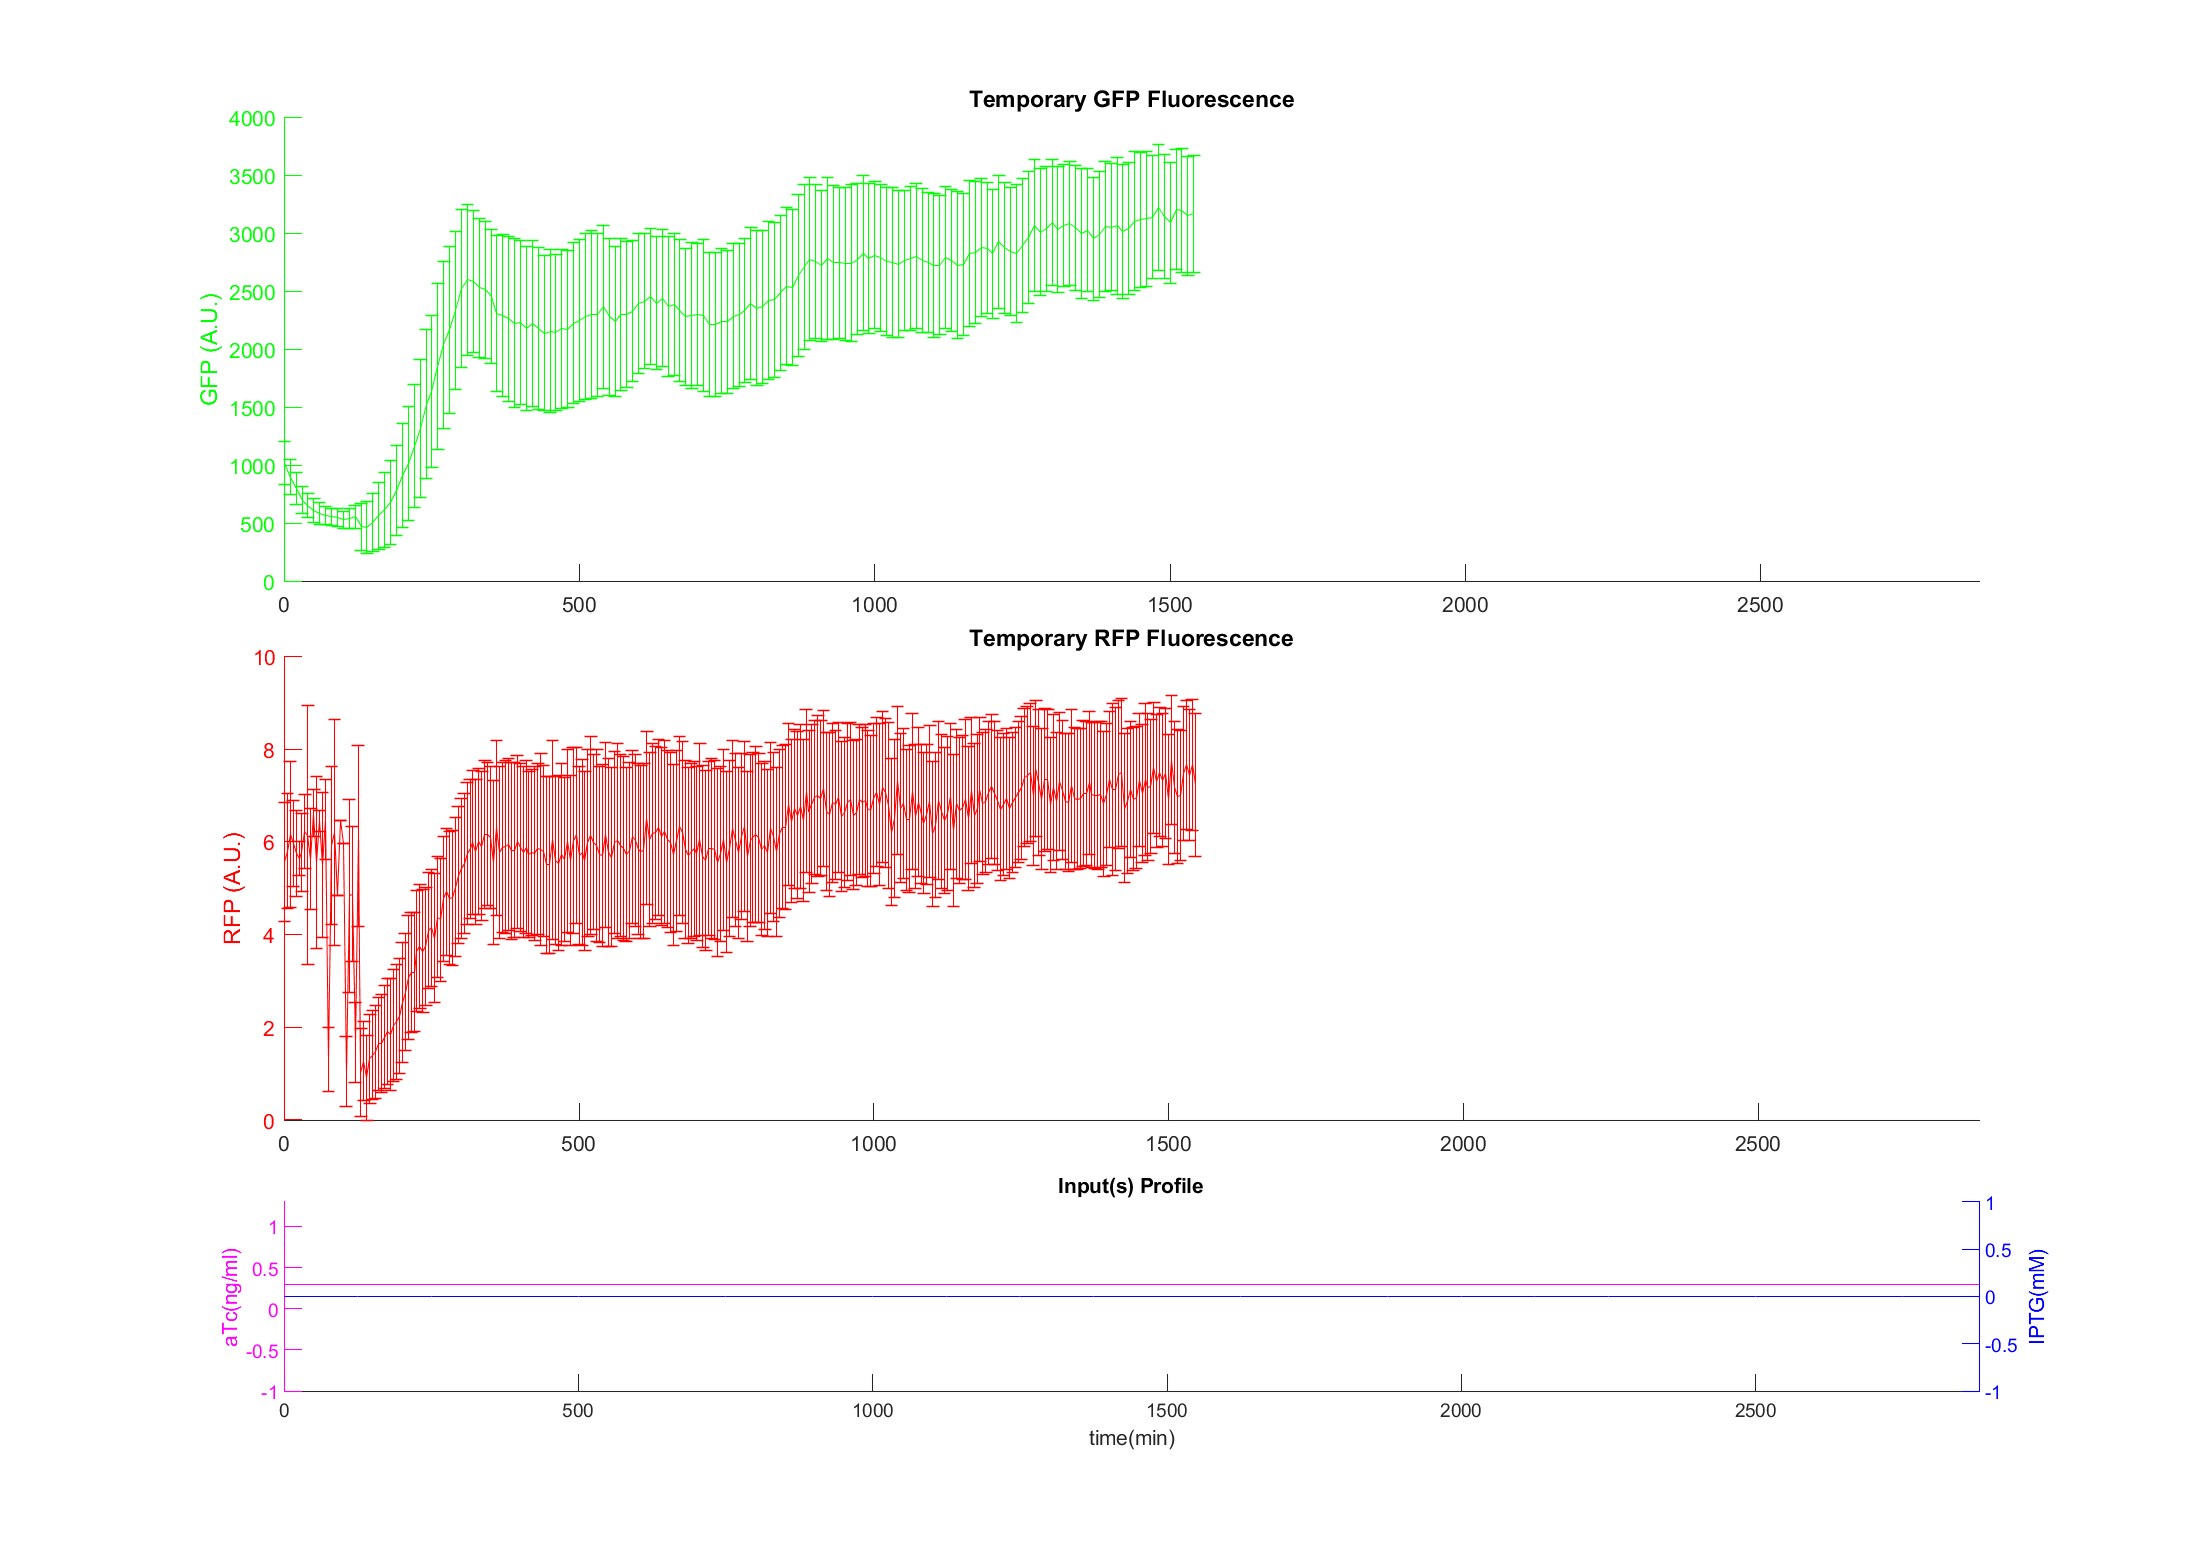 Temporary GFP Fluorescence
4000
3500
3000
2500
2000
1500
1000
500
0
GFP (A.U.)
0 500 1000 1500 2000 2500
Temporary RFP Fluorescence
10
8
6
4
2
0
RFP (A.U.)
0 500 1000 1500 2000 2500
Input(s) Profile
1
0.5
0
-0.5
-1
aTc(ng/ml)
1
0.5
0
-0.5
-1
IPTG(mM)
0 500 1000 1500 2000 2500
time(min)